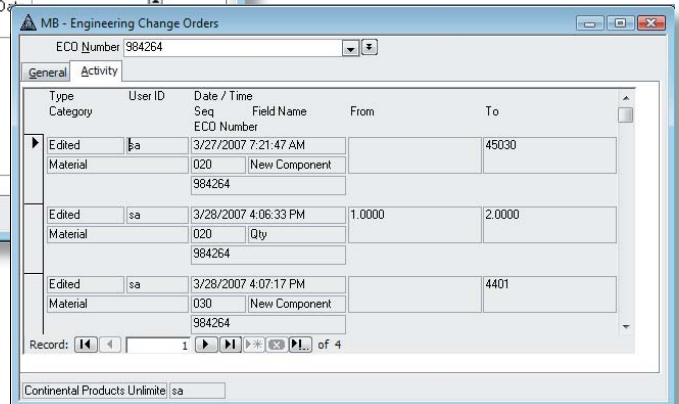 Dat
MB - Engineering Change Orders
ECO Number 984264
General Activity
Type User ID Date / Time
Category Seq Field Name From To
ECO Number
Edited sa 3/27/2007 7:21:47 AM 45030
Material 020 New Component
984264
Edited sa 3/28/2007 4:06:33 PM 1.0000 2.0000
Material 020 Qty
984264
Edited sa 3/28/2007 4:07:17 PM 4401
Material 030 New Component
984264
Record: 1 of 4
Continental Products Unlimite sa